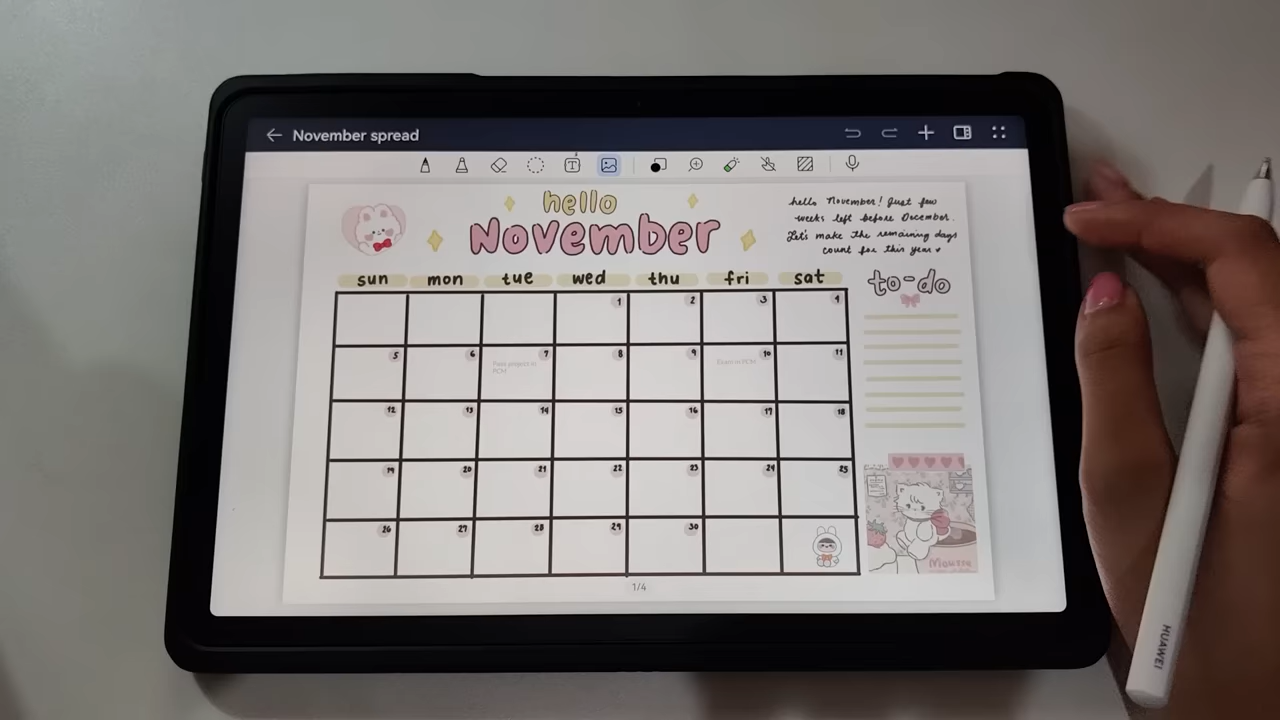 November spread
hello
November
hello November! Just few
weeks left before December.
Let's make the remaining days
count for this year
sun mon tue wed thu fri sat
to-do
1 2 3 4
5 6 7 8 9 10 11
PCM
PCM
12 13 14 15 16 17 18
19 20 21 22 23 24 25
26 27 28 29 30
Mousse
1/4
HUAWEI